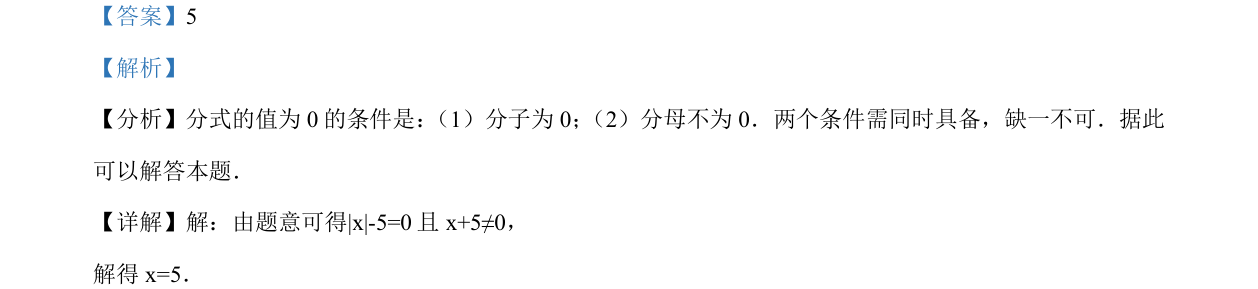 【答案】5
【解析】
【分析】分式的值为 0 的条件是：（1）分子为 0；（2）分母不为 0．两个条件需同时具备，缺一不可．据此
可以解答本题．
【详解】解：由题意可得|x|-5=0 且 x+5≠0，
解得 x=5．